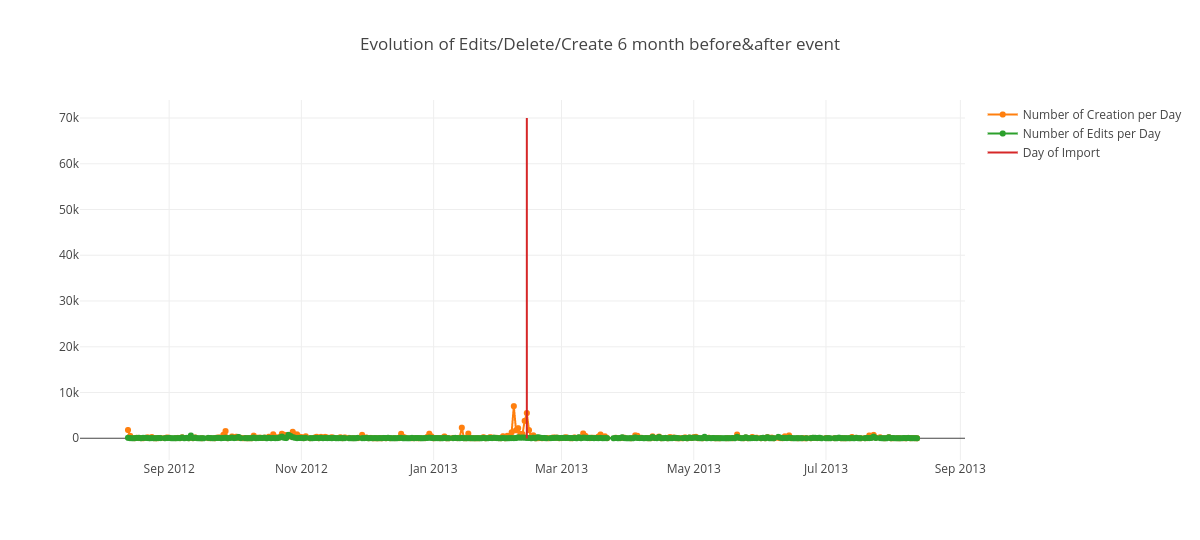 Evolution of Edits/Delete/Create 6 month before&after event
Number of Creation per Day
Number of Edits per Day
Day of Import
70k
60k
50k
40k
30k
20k
10k
0
Sep 2012
Nov 2012
Jan 2013
Mar 2013
May 2013
Jul 2013
Sep 2013